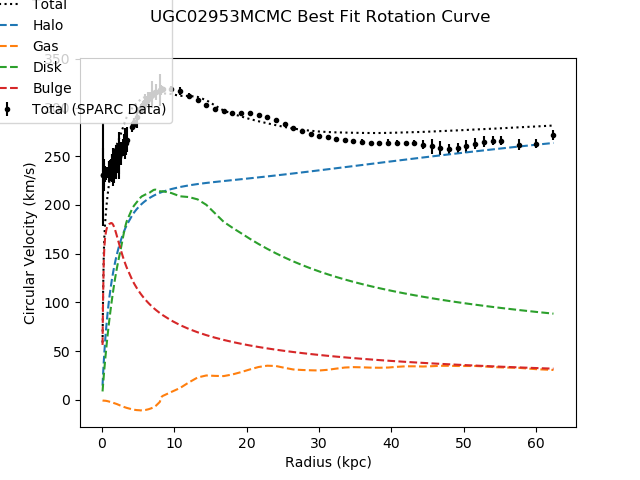 UGC02953MCMC Best Fit Rotation Curve
Total
Halo
Gas
Disk
Bulge
Total (SPARC Data)
350
250
200
150
100
50
0
Circular Velocity (km/s)
0 10 20 30 40 50 60
Radius (kpc)